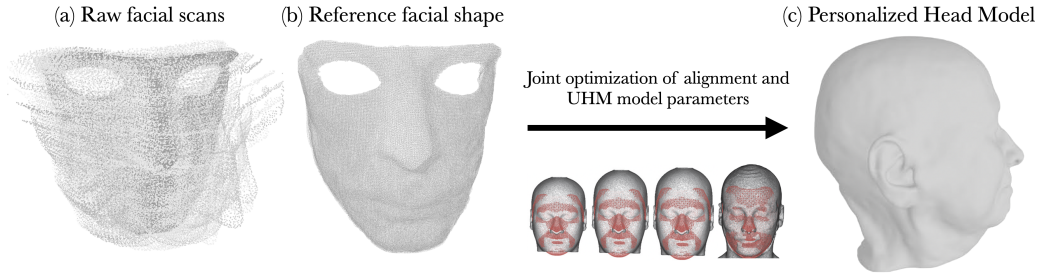 (a) Raw facial scans
(b) Reference facial shape
(c) Personalized Head Model
Joint optimization of alignment and
UHM model parameters